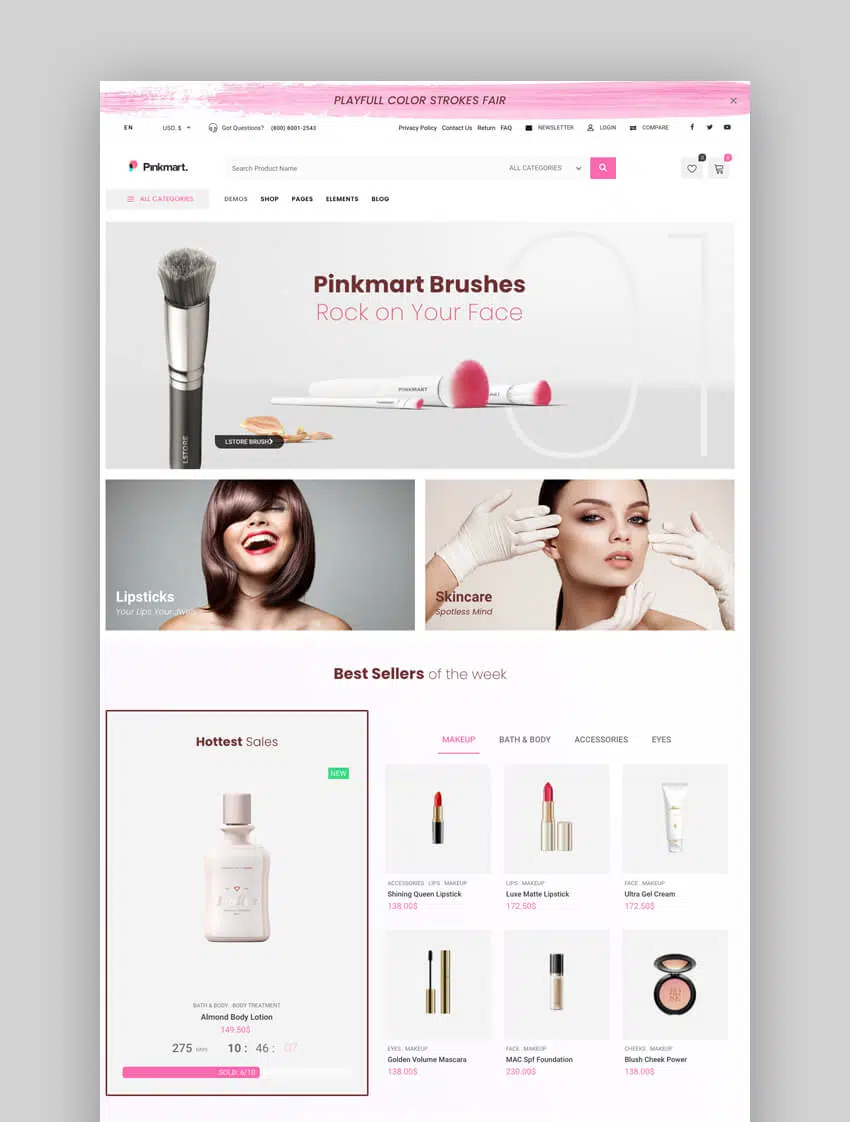 PLAYFULL COLOR STROKES FAIR ×
EN USD, $ Got Questions? (800) 8001-2543 Privacy Policy Contact Us Return FAQ NEWSLETTER LOGIN COMPARE
Pinkmart. Search Product Name ALL CATEGORIES
ALL CATEGORIES DEMOS SHOP PAGES ELEMENTS BLOG
01
Pinkmart Brushes
Rock on Your Face
PINKMART
LSTORE
LSTORE BRUSH
Lipsticks
Your Lips Your
Skincare
Spotless Mind
Best Sellers of the week
Hottest Sales
NEW
BATH & BODY . BODY TREATMENT
Almond Body Lotion
149.50$
275 DAYS 10 : 46 : 07
SOLD: 6/10
MAKEUP BATH & BODY ACCESSORIES EYES
ACCESSORIES . LIPS . MAKEUP
Shining Queen Lipstick
138.00$
LIPS . MAKEUP
Luxe Matte Lipstick
172.50$
FACE . MAKEUP
Ultra Gel Cream
172.50$
EYES . MAKEUP
Golden Volume Mascara
138.00$
FACE . MAKEUP
MAC Spf Foundation
230.00$
CHEEKS . MAKEUP
Blush Cheek Power
138.00$